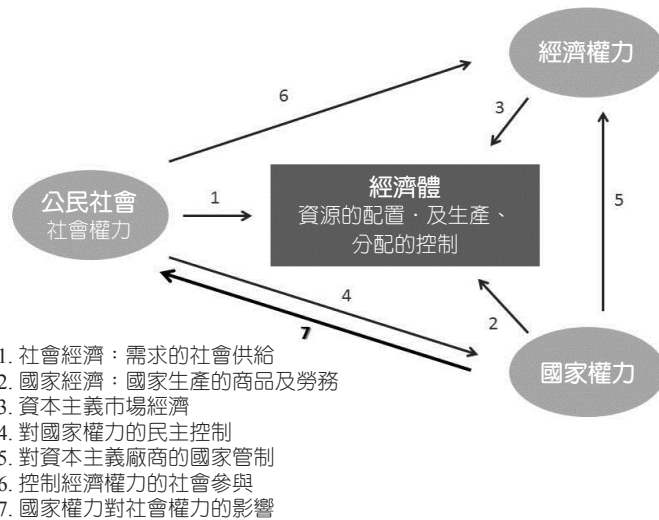 經濟權力
6
3
公民社會
社會權力
1
經濟體
資源的配置．及生產、
分配的控制
5
4
7
2
國家權力
1. 社會經濟：需求的社會供給
2. 國家經濟：國家生產的商品及勞務
3. 資本主義市場經濟
4. 對國家權力的民主控制
5. 對資本主義廠商的國家管制
6. 控制經濟權力的社會參與
7. 國家權力對社會權力的影響